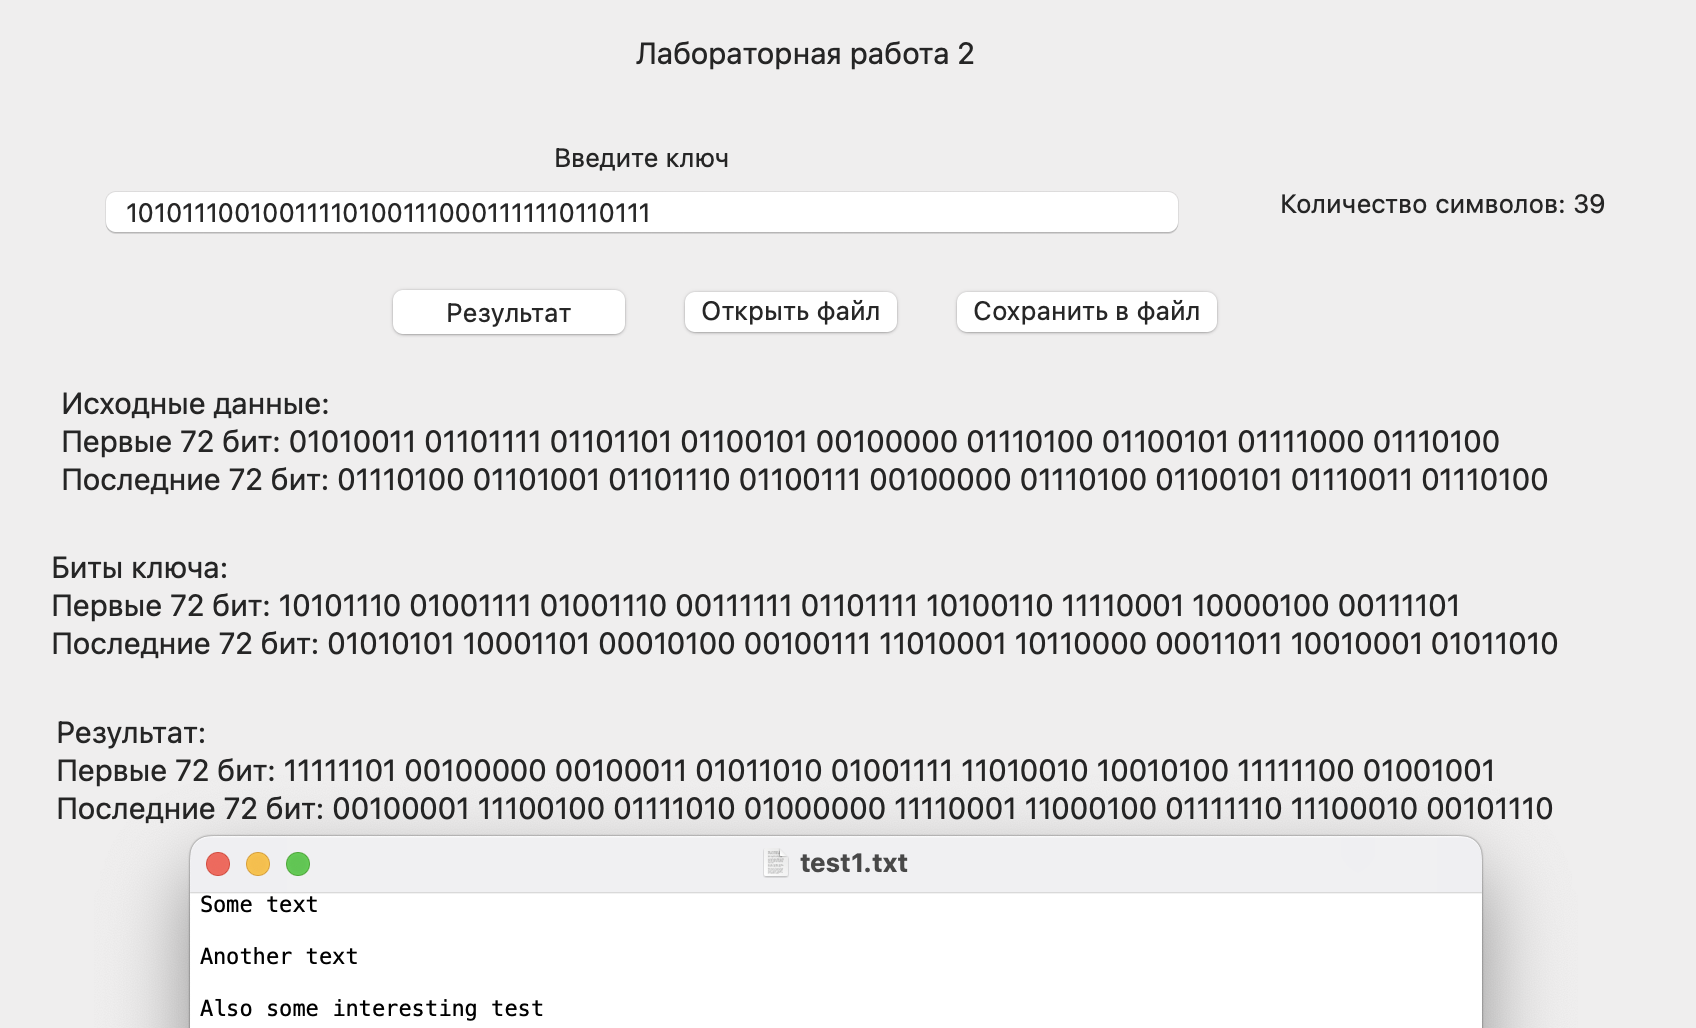 Лабораторная работа 2
Введите ключ
101011100100111101001110001111110110111
Количество символов: 39
Результат
Открыть файл
Сохранить в файл
Исходные данные:
Первые 72 бит: 01010011 01101111 01101101 01100101 00100000 01110100 01100101 01111000 01110100
Последние 72 бит: 01110100 01101001 01101110 01100111 00100000 01110100 01100101 01110011 01110100
Биты ключа:
Первые 72 бит: 10101110 01001111 01001110 00111111 01101111 10100110 11110001 10000100 00111101
Последние 72 бит: 01010101 10001101 00010100 00100111 11010001 10110000 00011011 10010001 01011010
Результат:
Первые 72 бит: 11111101 00100000 00100011 01011010 01001111 11010010 10010100 11111100 01001001
Последние 72 бит: 00100001 11100100 01111010 01000000 11110001 11000100 01111110 11100010 00101110
test1.txt
Some text
Another text
Also some interesting test